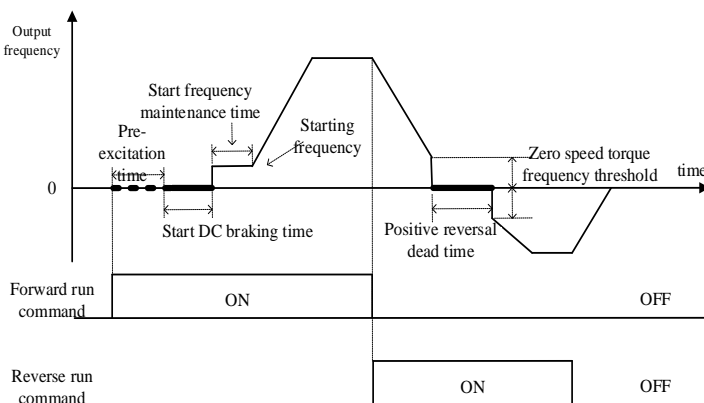 Output
frequency
Start frequency
maintenance time
Pre-
excitation
time
Starting
frequency
Zero speed torque
frequency threshold
time
0
Start DC braking time
Positive reversal
dead time
Forward run
command
ON
OFF
Reverse run
command
ON
OFF